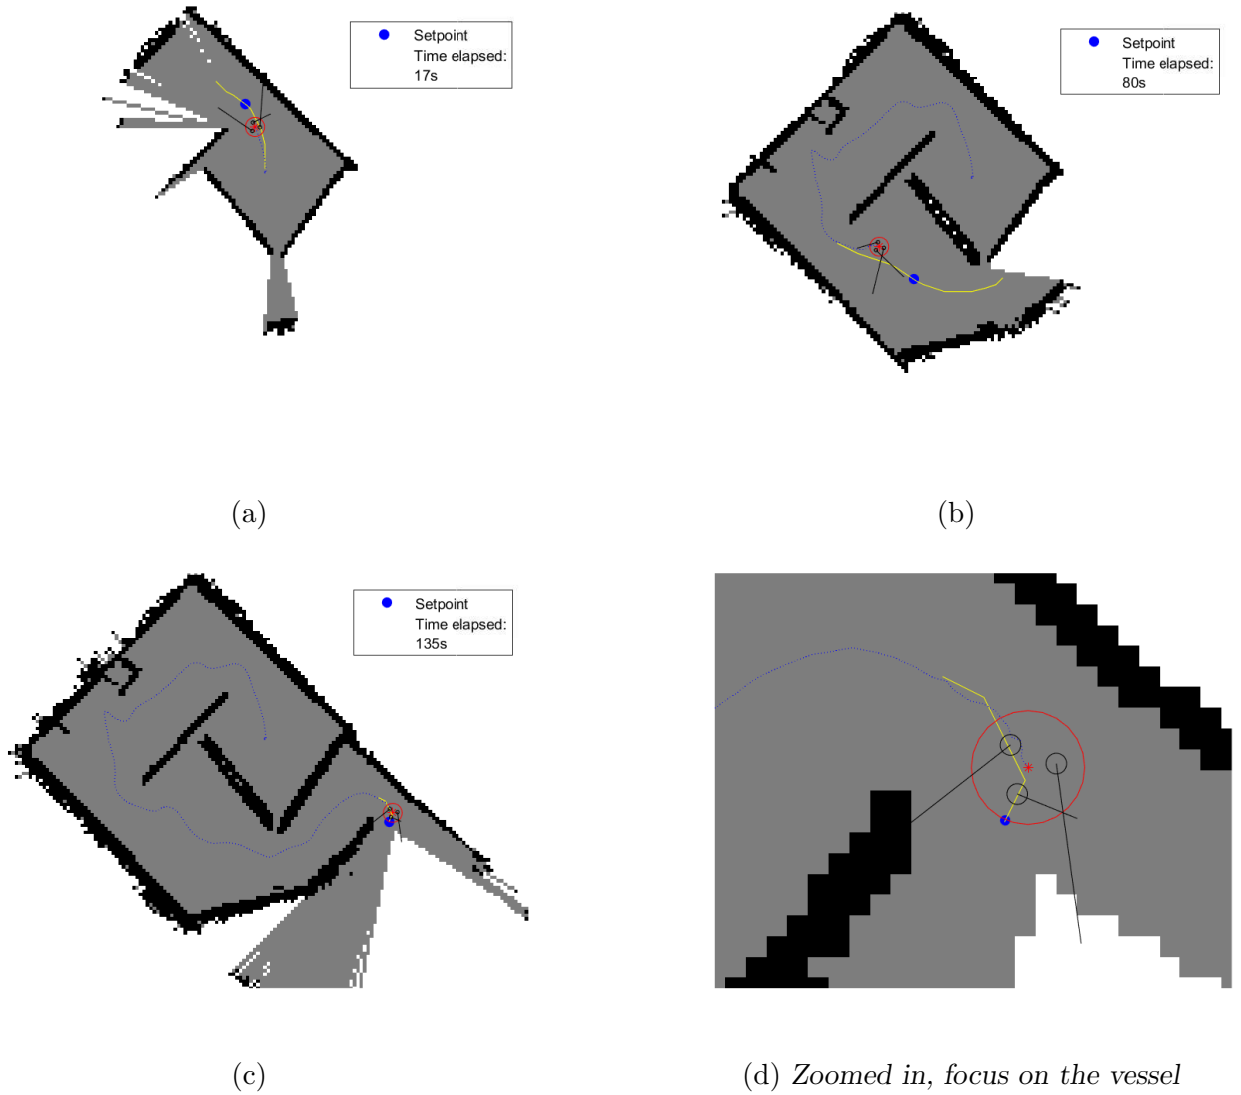 Setpoint
Time elapsed:
17s
Setpoint
Time elapsed:
80s
(a)
(b)
Setpoint
Time elapsed:
135s
(c)
(d) Zoomed in, focus on the vessel